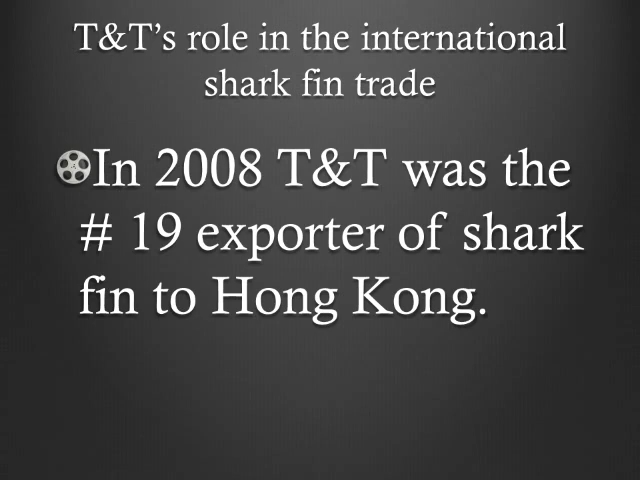 T&T’s role in the international
shark fin trade
In 2008 T&T was the
# 19 exporter of shark
fin to Hong Kong.